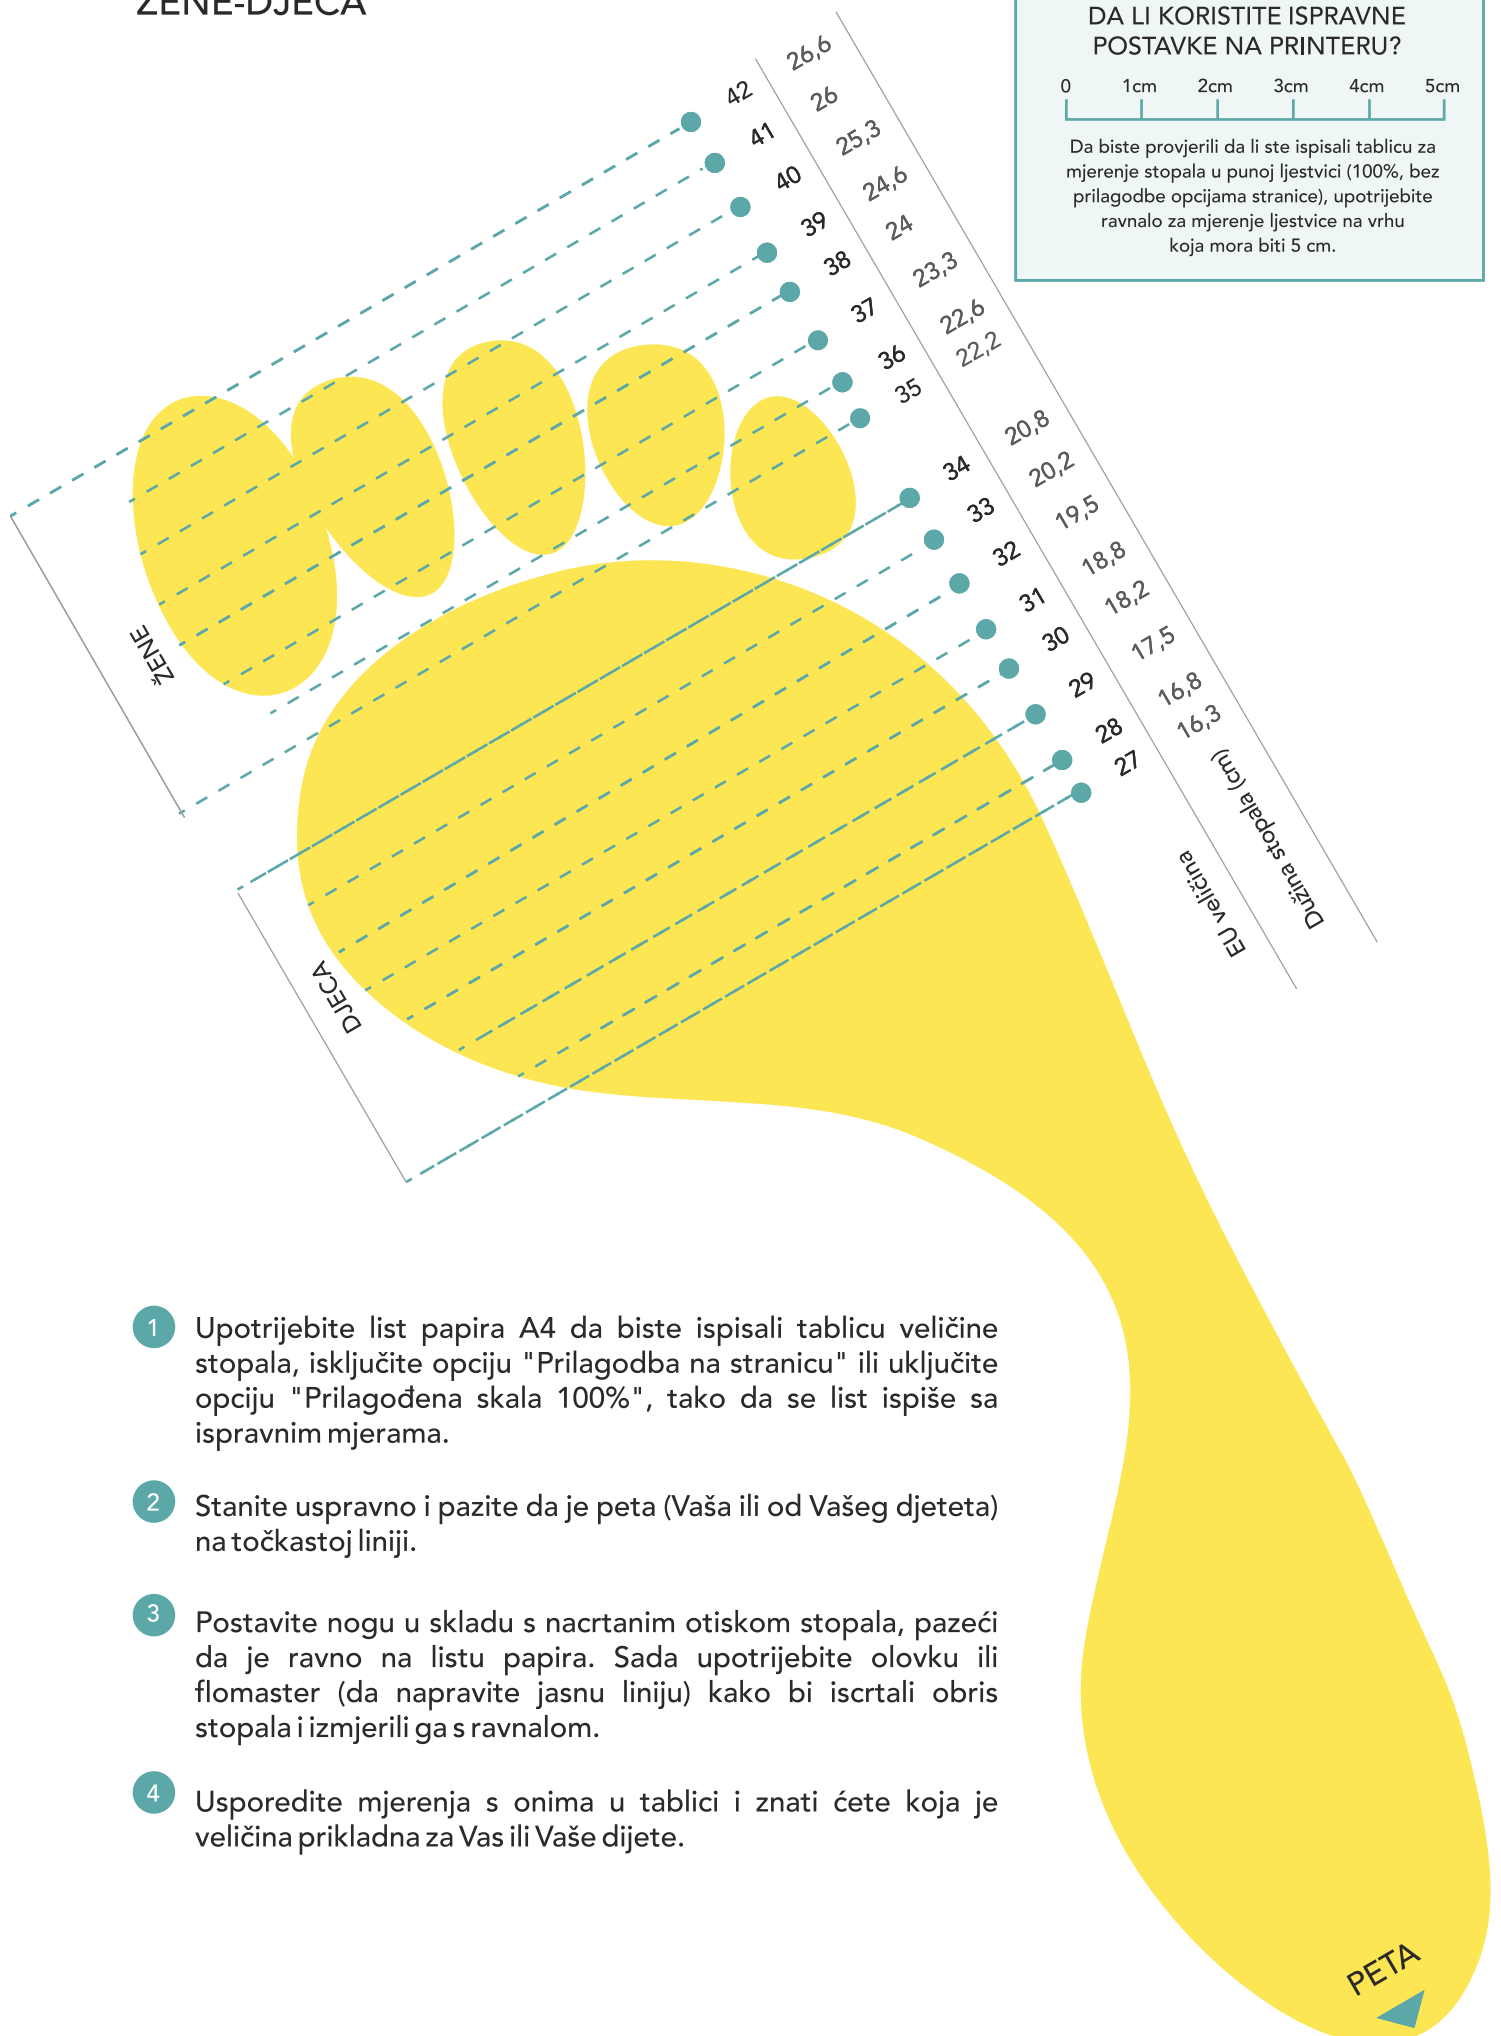 ŽENE-DJECA
DA LI KORISTITE ISPRAVNE
POSTAVKE NA PRINTERU?
0 1cm 2cm 3cm 4cm 5cm
Da biste provjerili da li ste ispisali tablicu za
mjerenje stopala u punoj ljestvici (100%, bez
prilagodbe opcijama stranice), upotrijebite
ravnalo za mjerenje ljestvice na vrhu
koja mora biti 5 cm.
42 26,6
41 26
40 25,3
39 24,6
38 24
37 23,3
36 22,6
35 22,2
34 20,8
33 20,2
32 19,5
31 18,8
30 18,2
29 17,5
28 16,8
27 16,3
EU veličina
Dužina stopala (cm)
ŽENE
DJECA
1 Upotrijebite list papira A4 da biste ispisali tablicu veličine
stopala, isključite opciju "Prilagodba na stranicu" ili uključite
opciju "Prilagođena skala 100%", tako da se list ispiše sa
ispravnim mjerama.
2 Stanite uspravno i pazite da je peta (Vaša ili od Vašeg djeteta)
na točkastoj liniji.
3 Postavite nogu u skladu s nacrtanim otiskom stopala, pazeći
da je ravno na listu papira. Sada upotrijebite olovku ili
flomaster (da napravite jasnu liniju) kako bi iscrtali obris
stopala i izmjerili ga s ravnalom.
4 Usporedite mjerenja s onima u tablici i znati ćete koja je
veličina prikladna za Vas ili Vaše dijete.
PETA